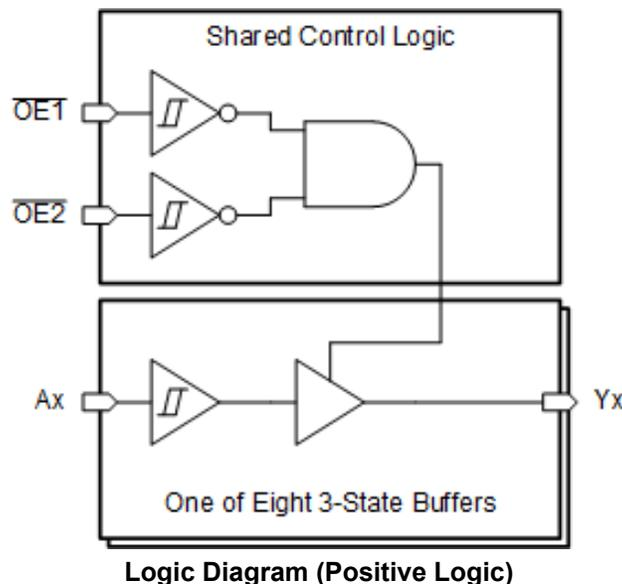 Shared Control Logic
OE1
OE2
Ax
Yx
One of Eight 3-State Buffers
Logic Diagram (Positive Logic)